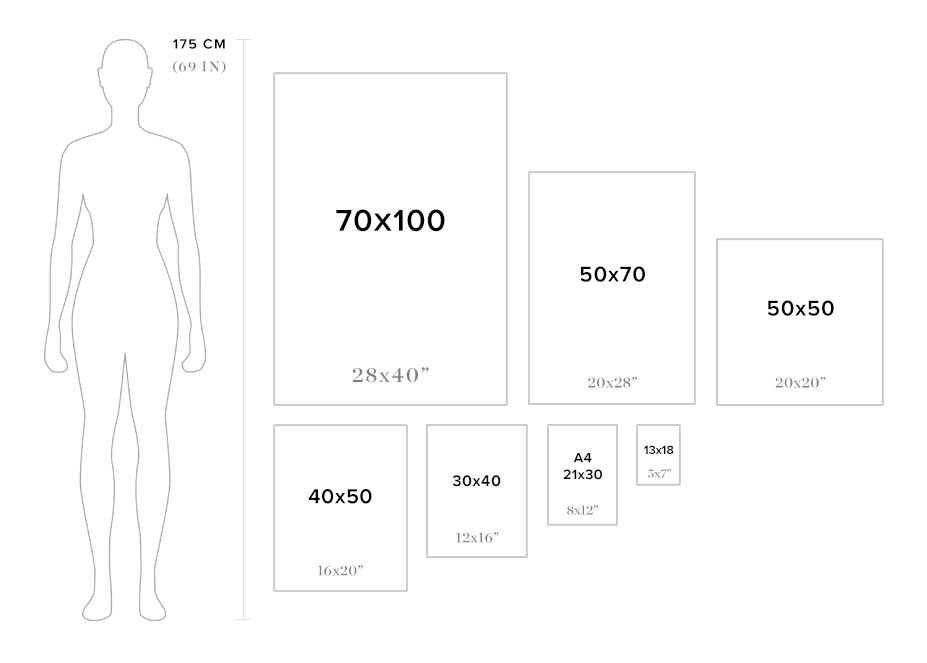 175 CM
(69 IN)
70x100
28x40”
50x70
20x28”
50x50
20x20”
40x50
16x20”
30x40
12x16”
A4
21x30
8x12”
13x18
5x7”